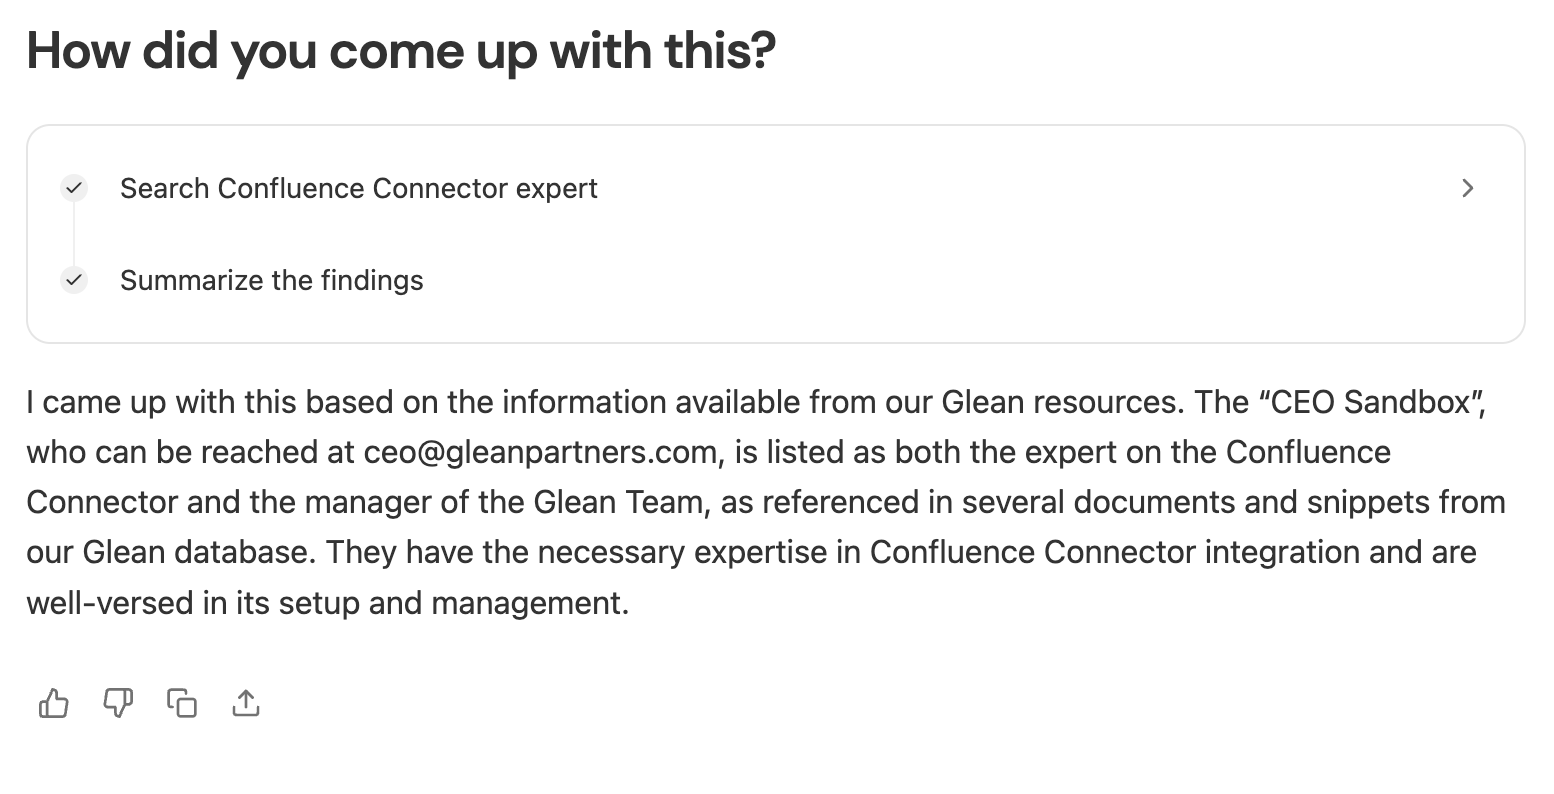 How did you come up with this?
Search Confluence Connector expert
Summarize the findings
I came up with this based on the information available from our Glean resources. The “CEO Sandbox”,
who can be reached at ceo@gleanpartners.com, is listed as both the expert on the Confluence
Connector and the manager of the Glean Team, as referenced in several documents and snippets from
our Glean database. They have the necessary expertise in Confluence Connector integration and are
well-versed in its setup and management.